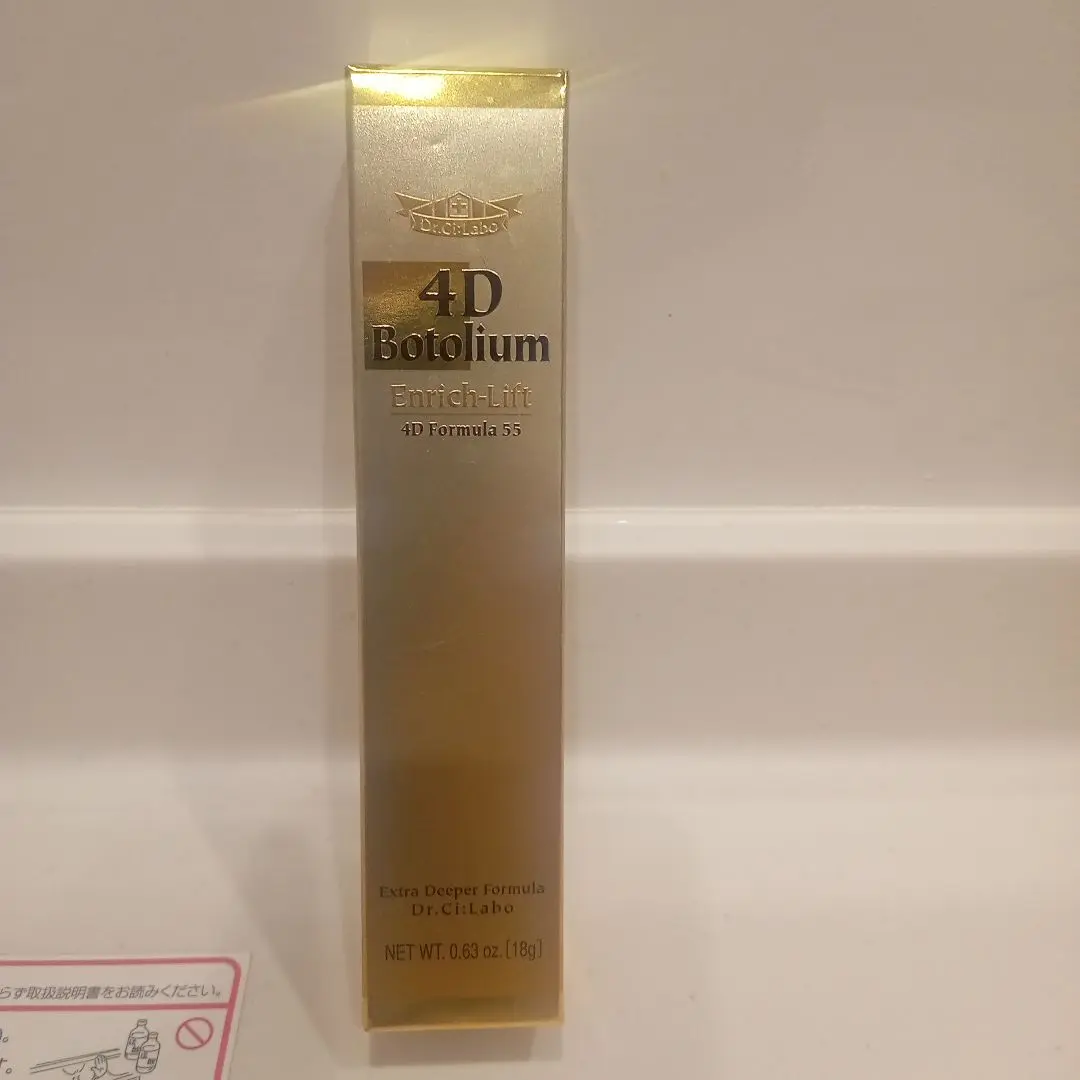 Dr.Ci:Labo
4D
Botolium
Enrich-Lift
4D Formula 55
Extra Deeper Formula
Dr.Ci:Labo
NET WT. 0.63 oz.[18g]
らず取扱説明書をお読みください。
す。